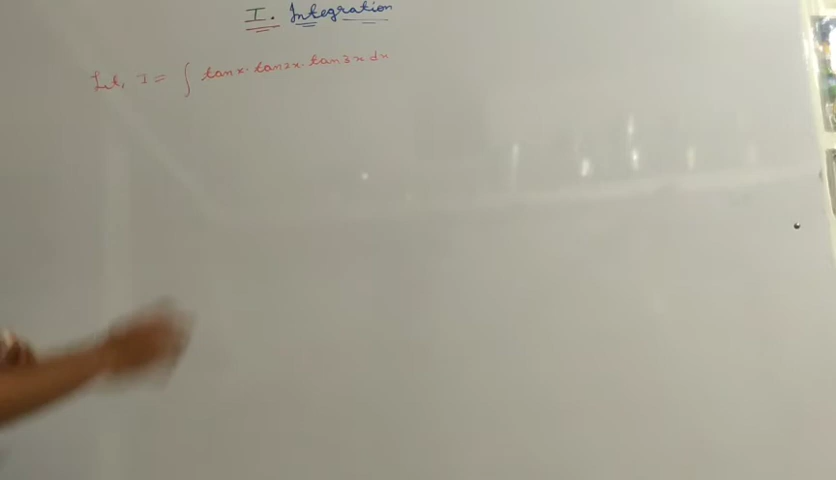 I. Integration
Let, I = ∫ tanx. tan2x. tan3x dx